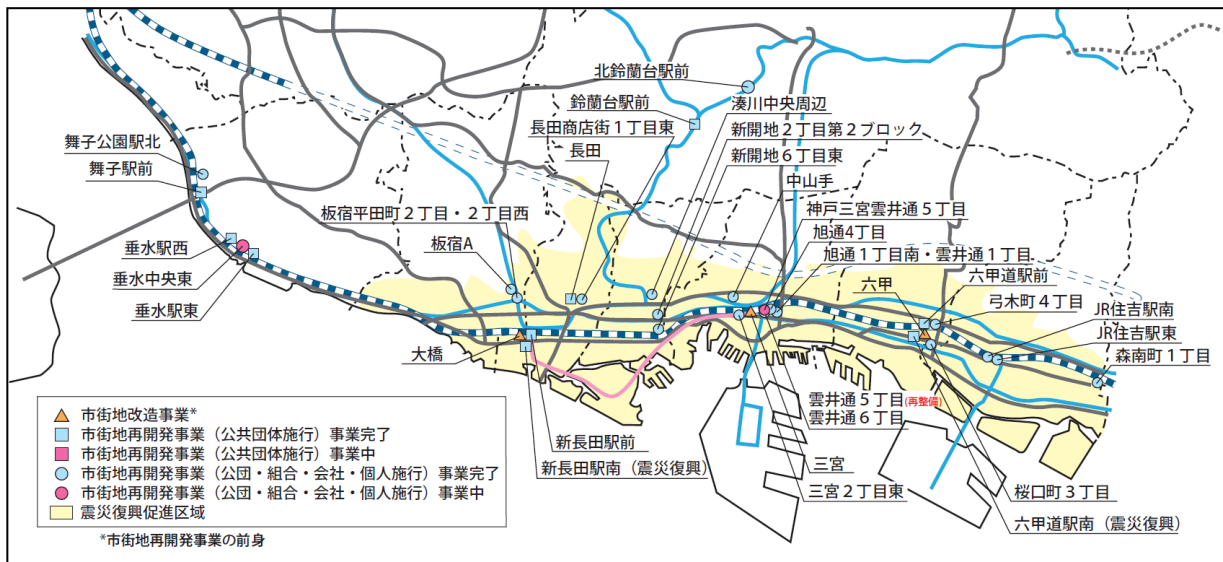 北鈴蘭台駅前
鈴蘭台駅前
湊川中央周辺
長田商店街1丁目東
新開地2丁目第2ブロック
長田
新開地6丁目東
舞子公園駅北
舞子駅前
中山手
板宿平田町2丁目・2丁目西
神戸三宮雲井通5丁目
旭通4丁目
板宿A
旭通1丁目南・雲井通1丁目
垂水駅西
垂水中央東
垂水駅東
六甲道駅前
六甲
弓木町4丁目
JR住吉駅南
JR住吉駅東
森南町1丁目
大橋
雲井通5丁目(再整備)
雲井通6丁目
新長田駅前
新長田駅南(震災復興)
三宮
三宮2丁目東
桜口町3丁目
六甲道駅南(震災復興)
市街地改造事業*
市街地再開発事業(公共団体施行)事業完了
市街地再開発事業(公共団体施行)事業中
市街地再開発事業(公団・組合・会社・個人施行)事業完了
市街地再開発事業(公団・組合・会社・個人施行)事業中
震災復興促進区域
*市街地再開発事業の前身